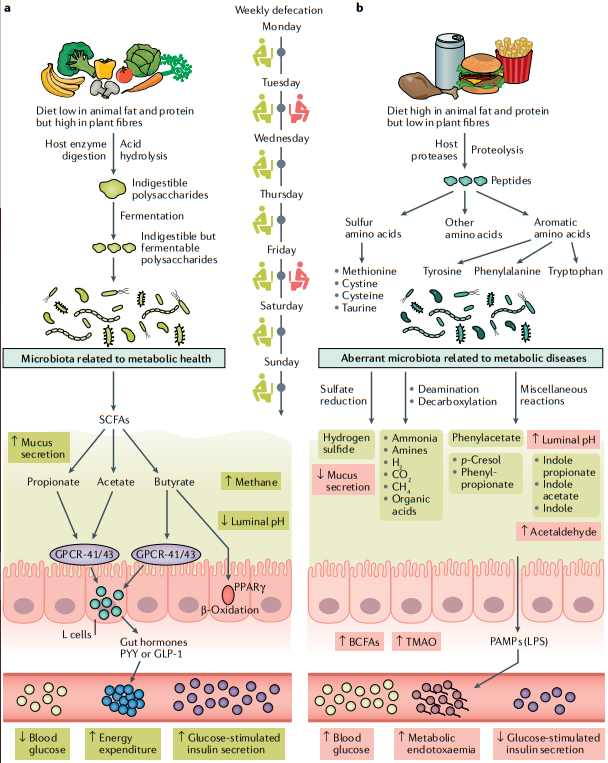 a
Weekly defecation
b
Monday
Tuesday
Wednesday
Thursday
Friday
Saturday
Sunday
Diet low in animal fat and protein
but high in plant fibres
Host enzyme
digestion
Acid
hydrolysis
Indigestible
polysaccharides
Fermentation
Indigestible but
fermentable
polysaccharides
Microbiota related to metabolic health
SCFAs
↑ Mucus
secretion
Propionate
Acetate
Butyrate
↑ Methane
↓ Luminal pH
GPCR-41/43
GPCR-41/43
PPARγ
β-Oxidation
L cells
Gut hormones
PYY or GLP-1
↓ Blood
glucose
↑ Energy
expenditure
↑ Glucose-stimulated
insulin secretion
Diet high in animal fat and protein
but low in plant fibres
Host
proteases
Proteolysis
Peptides
Sulfur
amino acids
Other
amino acids
Aromatic
amino acids
• Methionine
• Cystine
• Cysteine
• Taurine
Tyrosine
Phenylalanine
Tryptophan
Aberrant microbiota related to metabolic diseases
Sulfate
reduction
• Deamination
• Decarboxylation
Miscellaneous
reactions
Hydrogen
sulfide
↓ Mucus
secretion
• Ammonia
• Amines
• H2
• CO2
• CH4
• Organic
acids
Phenylacetate
• p-Cresol
• Phenyl-
propionate
↑ Luminal pH
• Indole
propionate
• Indole
acetate
• Indole
↑ Acetaldehyde
↑ BCFAs
↑ TMAO
PAMPs (LPS)
↑ Blood
glucose
↑ Metabolic
endotoxaemia
↓ Glucose-stimulated
insulin secretion